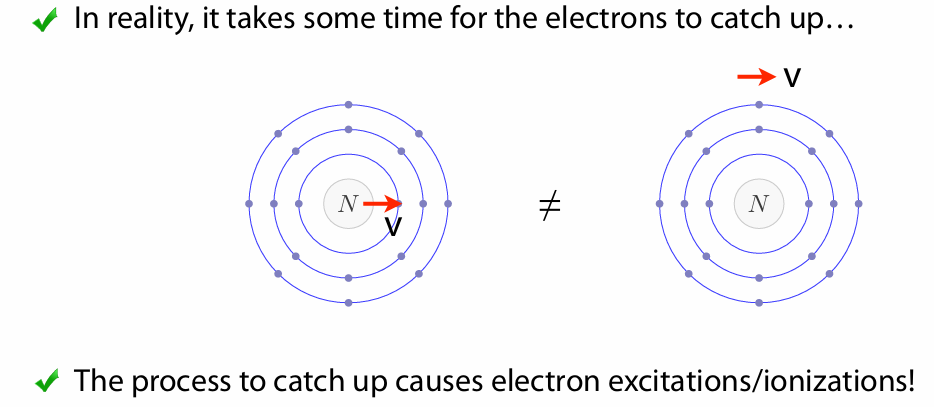 In reality, it takes some time for the electrons to catch up…
v
N
v
≠
N
The process to catch up causes electron excitations/ionizations!